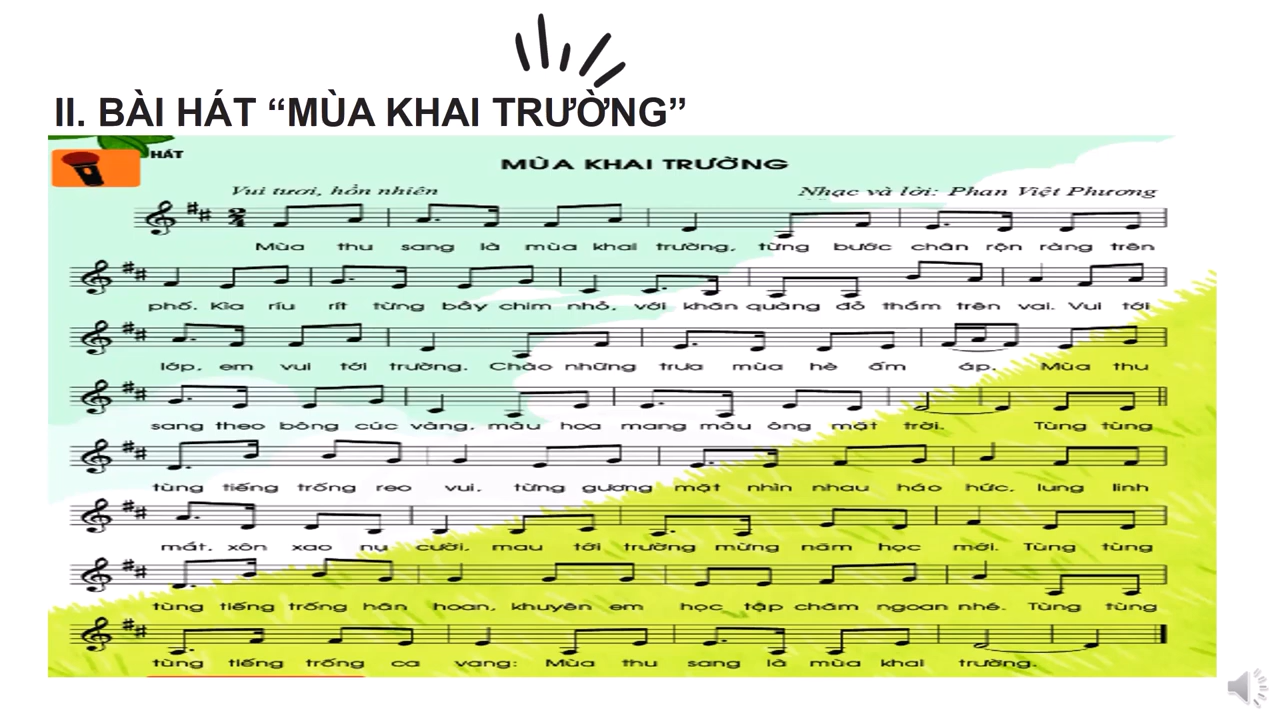 II. BÀI HÁT “MÙA KHAI TRƯỜNG”
HÁT
MÙA KHAI TRƯỜNG
Vui tươi, hồn nhiên
Nhạc và lời: Phan Việt Phương
2
4
Mùa thu sang là mùa khai trường, từng bước chân rộn ràng trên
phố. Kìa ríu rít từng bầy chim nhỏ, với khăn quàng đỏ thắm trên vai. Vui tới
lớp, em vui tới trường. Chào những trưa mùa hè ấm áp. Mùa thu
sang theo bông cúc vàng, màu hoa mang màu ông mặt trời. Tùng tùng
tùng tiếng trống reo vui, từng gương mặt nhìn nhau háo hức, lung linh
mắt, xôn xao nụ cười, mau tới trường mừng năm học mới. Tùng tùng
tùng tiếng trống hân hoan, khuyên em học tập chăm ngoan nhé. Tùng tùng
tùng tiếng trống ca vang: Mùa thu sang là mùa khai trường.